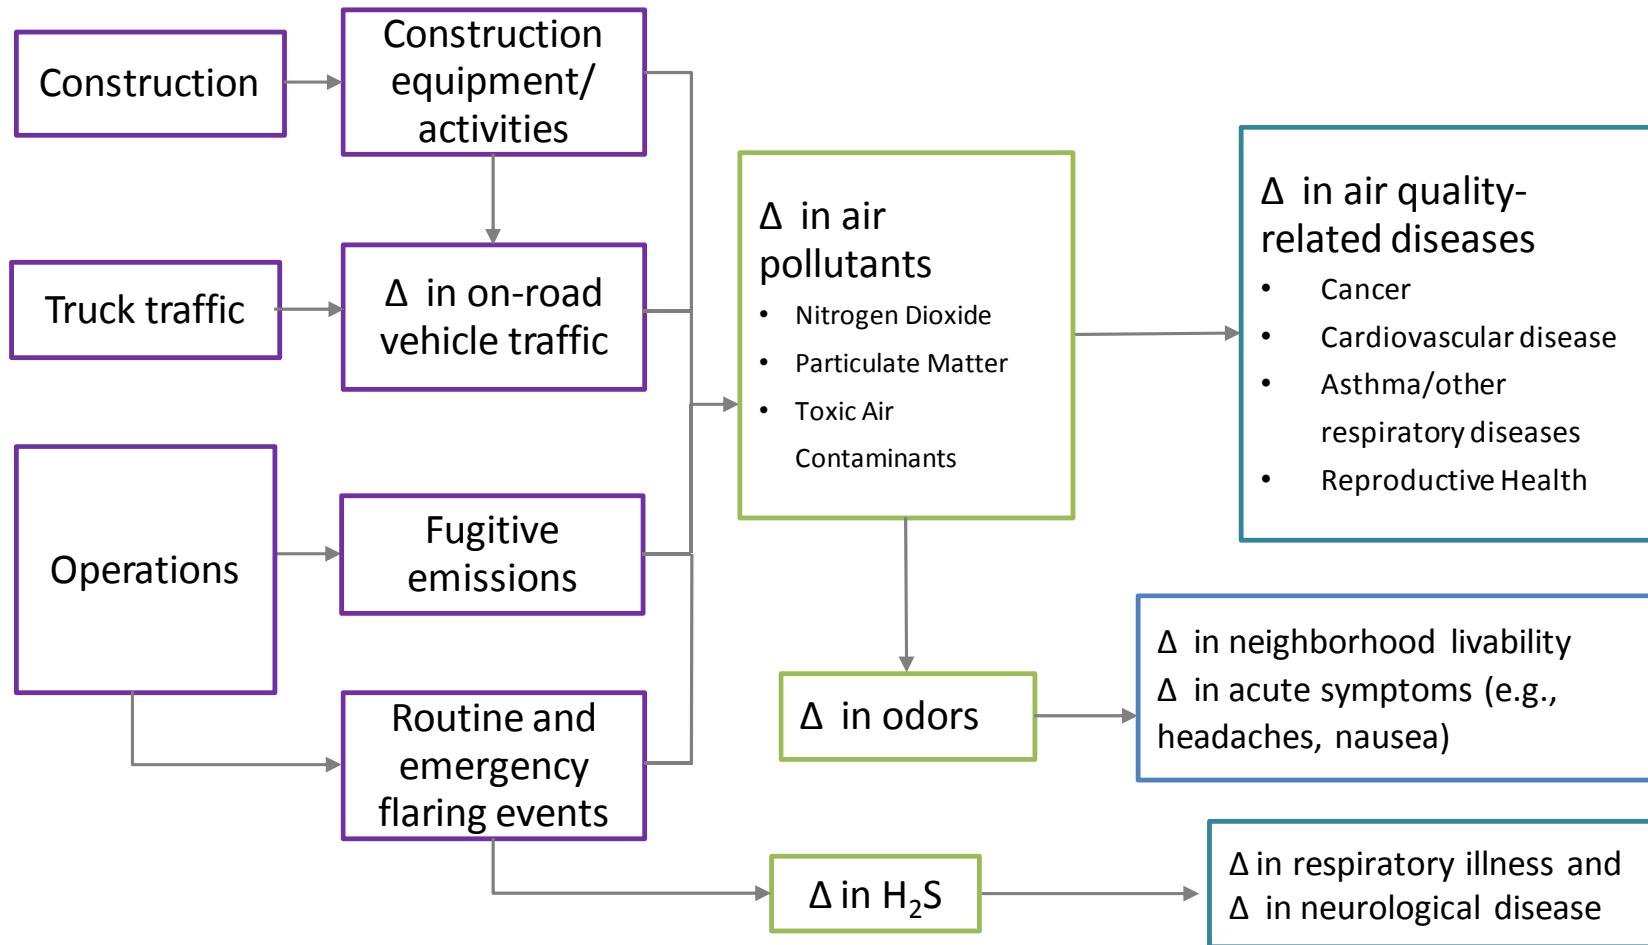 Construction
Construction
equipment/
activities
Truck traffic
Δ in on-road
vehicle traffic
Operations
Fugitive
emissions
Routine and
emergency
flaring events
Δ in air
pollutants
• Nitrogen Dioxide
• Particulate Matter
• Toxic Air
Contaminants
Δ in odors
Δ in H₂S
Δ in air quality-
related diseases
• Cancer
• Cardiovascular disease
• Asthma/other
respiratory diseases
• Reproductive Health
Δ in neighborhood livability
Δ in acute symptoms (e.g.,
headaches, nausea)
Δ in respiratory illness and
Δ in neurological disease